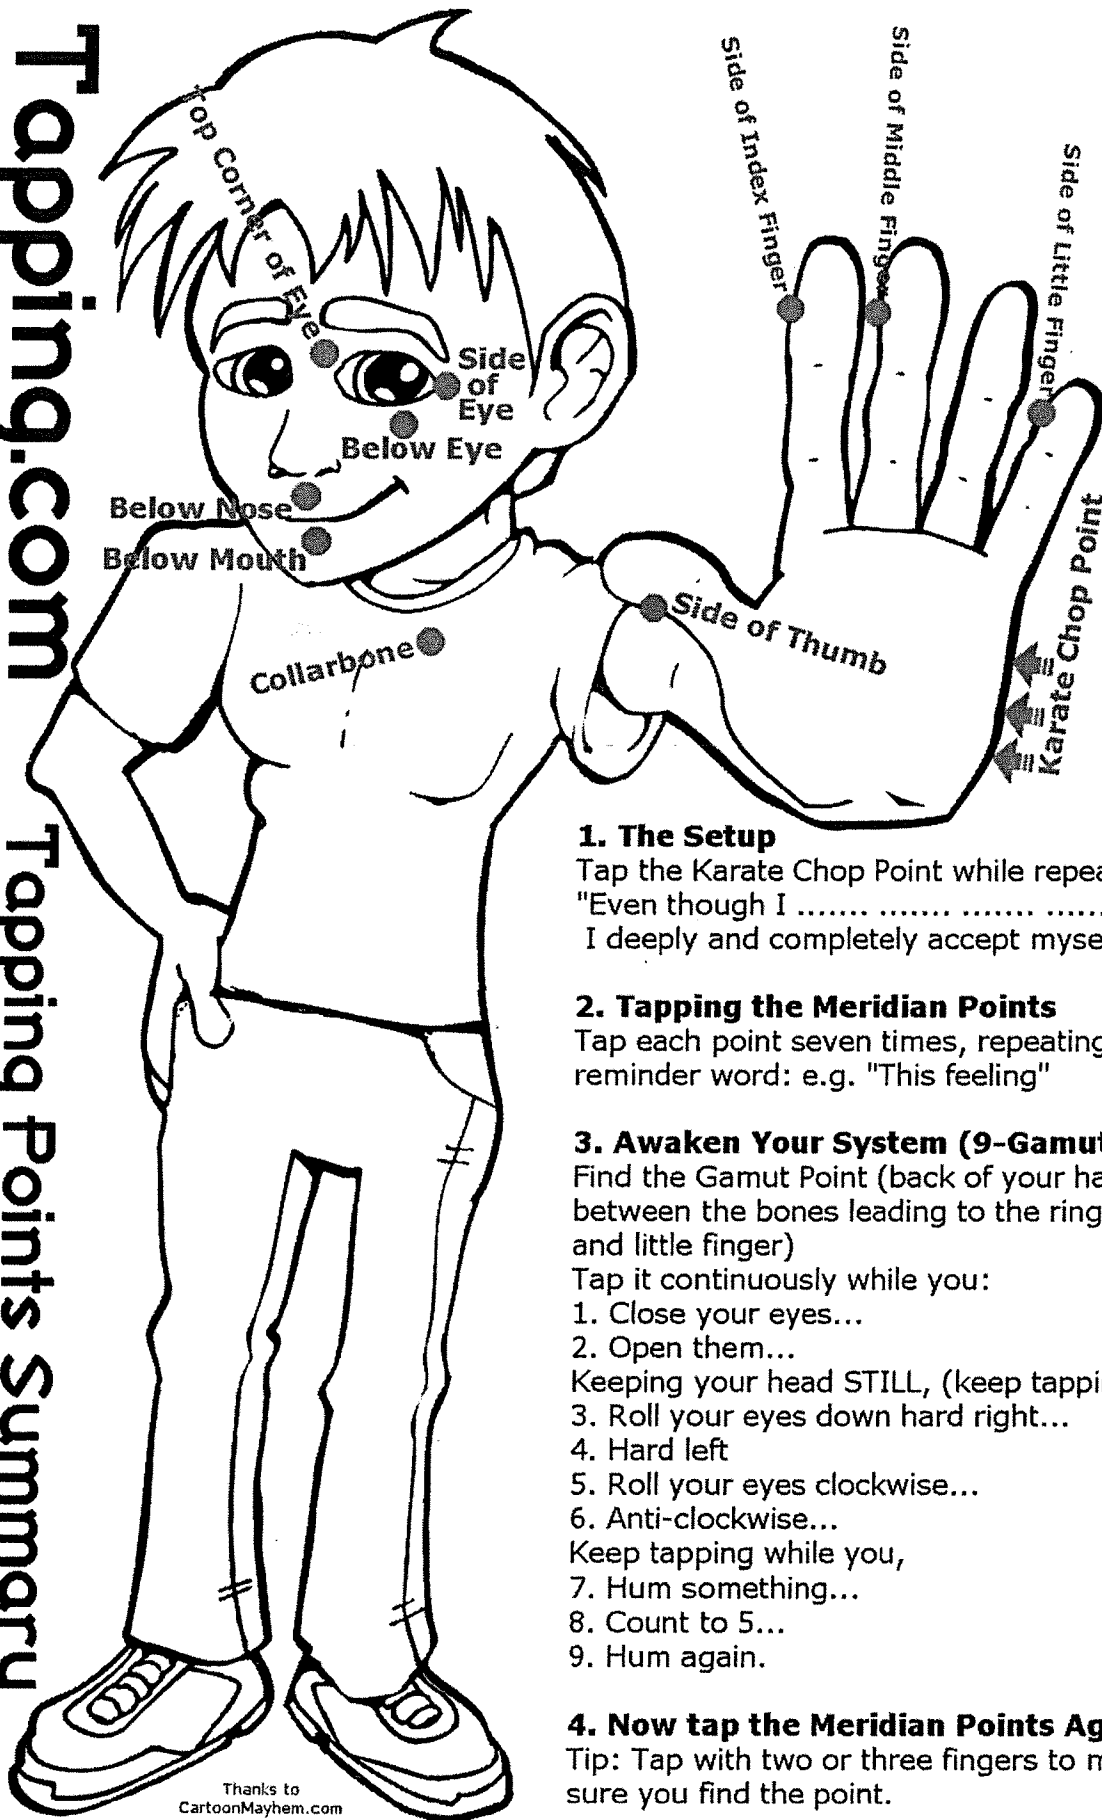 Tapping.com Tapping Points Summary
Top Corner of Eye
Side
of
Eye
Below Eye
Below Nose
Below Mouth
Collarbone
Side of Index Finger
Side of Middle Finger
Side of Little Finger
Side of Thumb
Karate Chop Point
1. The Setup
Tap the Karate Chop Point while repea
"Even though I ....... ....... ....... ......
I deeply and completely accept myse
2. Tapping the Meridian Points
Tap each point seven times, repeating
reminder word: e.g. "This feeling"
3. Awaken Your System (9-Gamut
Find the Gamut Point (back of your ha
between the bones leading to the ring
and little finger)
Tap it continuously while you:
1. Close your eyes...
2. Open them...
Keeping your head STILL, (keep tappi
3. Roll your eyes down hard right...
4. Hard left
5. Roll your eyes clockwise...
6. Anti-clockwise...
Keep tapping while you,
7. Hum something...
8. Count to 5...
9. Hum again.
4. Now tap the Meridian Points Ag
Tip: Tap with two or three fingers to m
sure you find the point.
Thanks to
CartoonMayhem.com